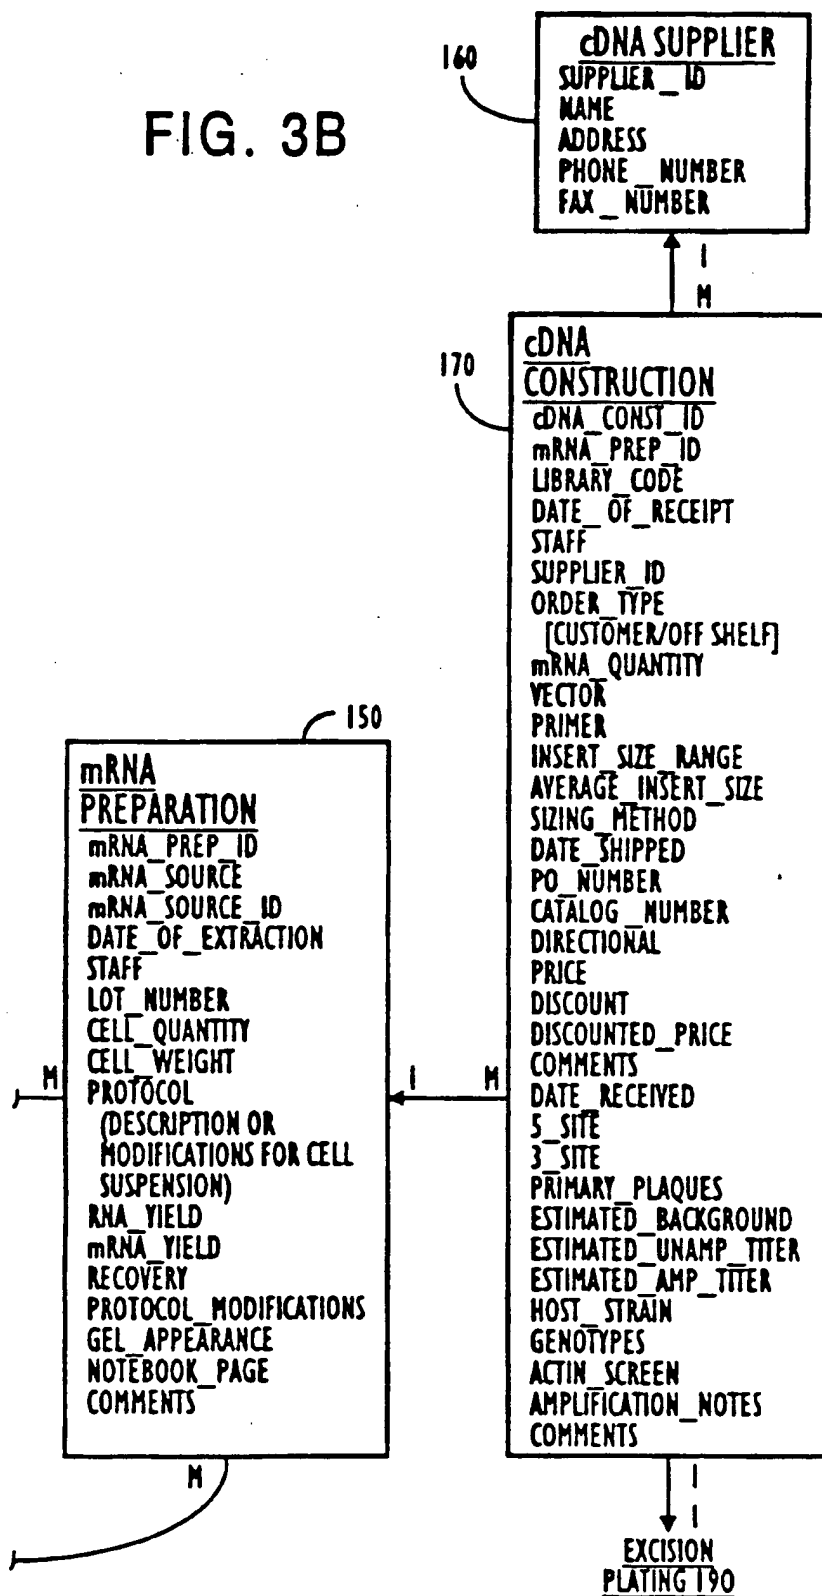 FIG. 3B
160
cDNA SUPPLIER
SUPPLIER_ID
NAME
ADDRESS
PHONE_NUMBER
FAX_NUMBER
1
M
170
cDNA
CONSTRUCTION
cDNA_CONST_ID
mRNA_PREP_ID
LIBRARY_CODE
DATE_OF_RECEIPT
STAFF
SUPPLIER_ID
ORDER_TYPE
[CUSTOMER/OFF SHELF]
mRNA_QUANTITY
VECTOR
PRIMER
INSERT_SIZE_RANGE
AVERAGE_INSERT_SIZE
SIZING_METHOD
DATE_SHIPPED
PO_NUMBER
CATALOG_NUMBER
DIRECTIONAL
PRICE
DISCOUNT
DISCOUNTED_PRICE
COMMENTS
DATE_RECEIVED
5_SITE
3_SITE
PRIMARY_PLAQUES
ESTIMATED_BACKGROUND
ESTIMATED_UNAMP_TITER
ESTIMATED_AMP_TITER
HOST_STRAIN
GENOTYPES
ACTIN_SCREEN
AMPLIFICATION_NOTES
COMMENTS
150
mRNA
PREPARATION
mRNA_PREP_ID
mRNA_SOURCE
mRNA_SOURCE_ID
DATE_OF_EXTRACTION
STAFF
LOT_NUMBER
CELL_QUANTITY
CELL_WEIGHT
PROTOCOL
(DESCRIPTION OR
MODIFICATIONS FOR CELL
SUSPENSION)
RNA_YIELD
mRNA_YIELD
RECOVERY
PROTOCOL_MODIFICATIONS
GEL_APPEARANCE
NOTEBOOK_PAGE
COMMENTS
M
1 M
M
1
1
EXCISION
PLATING 190